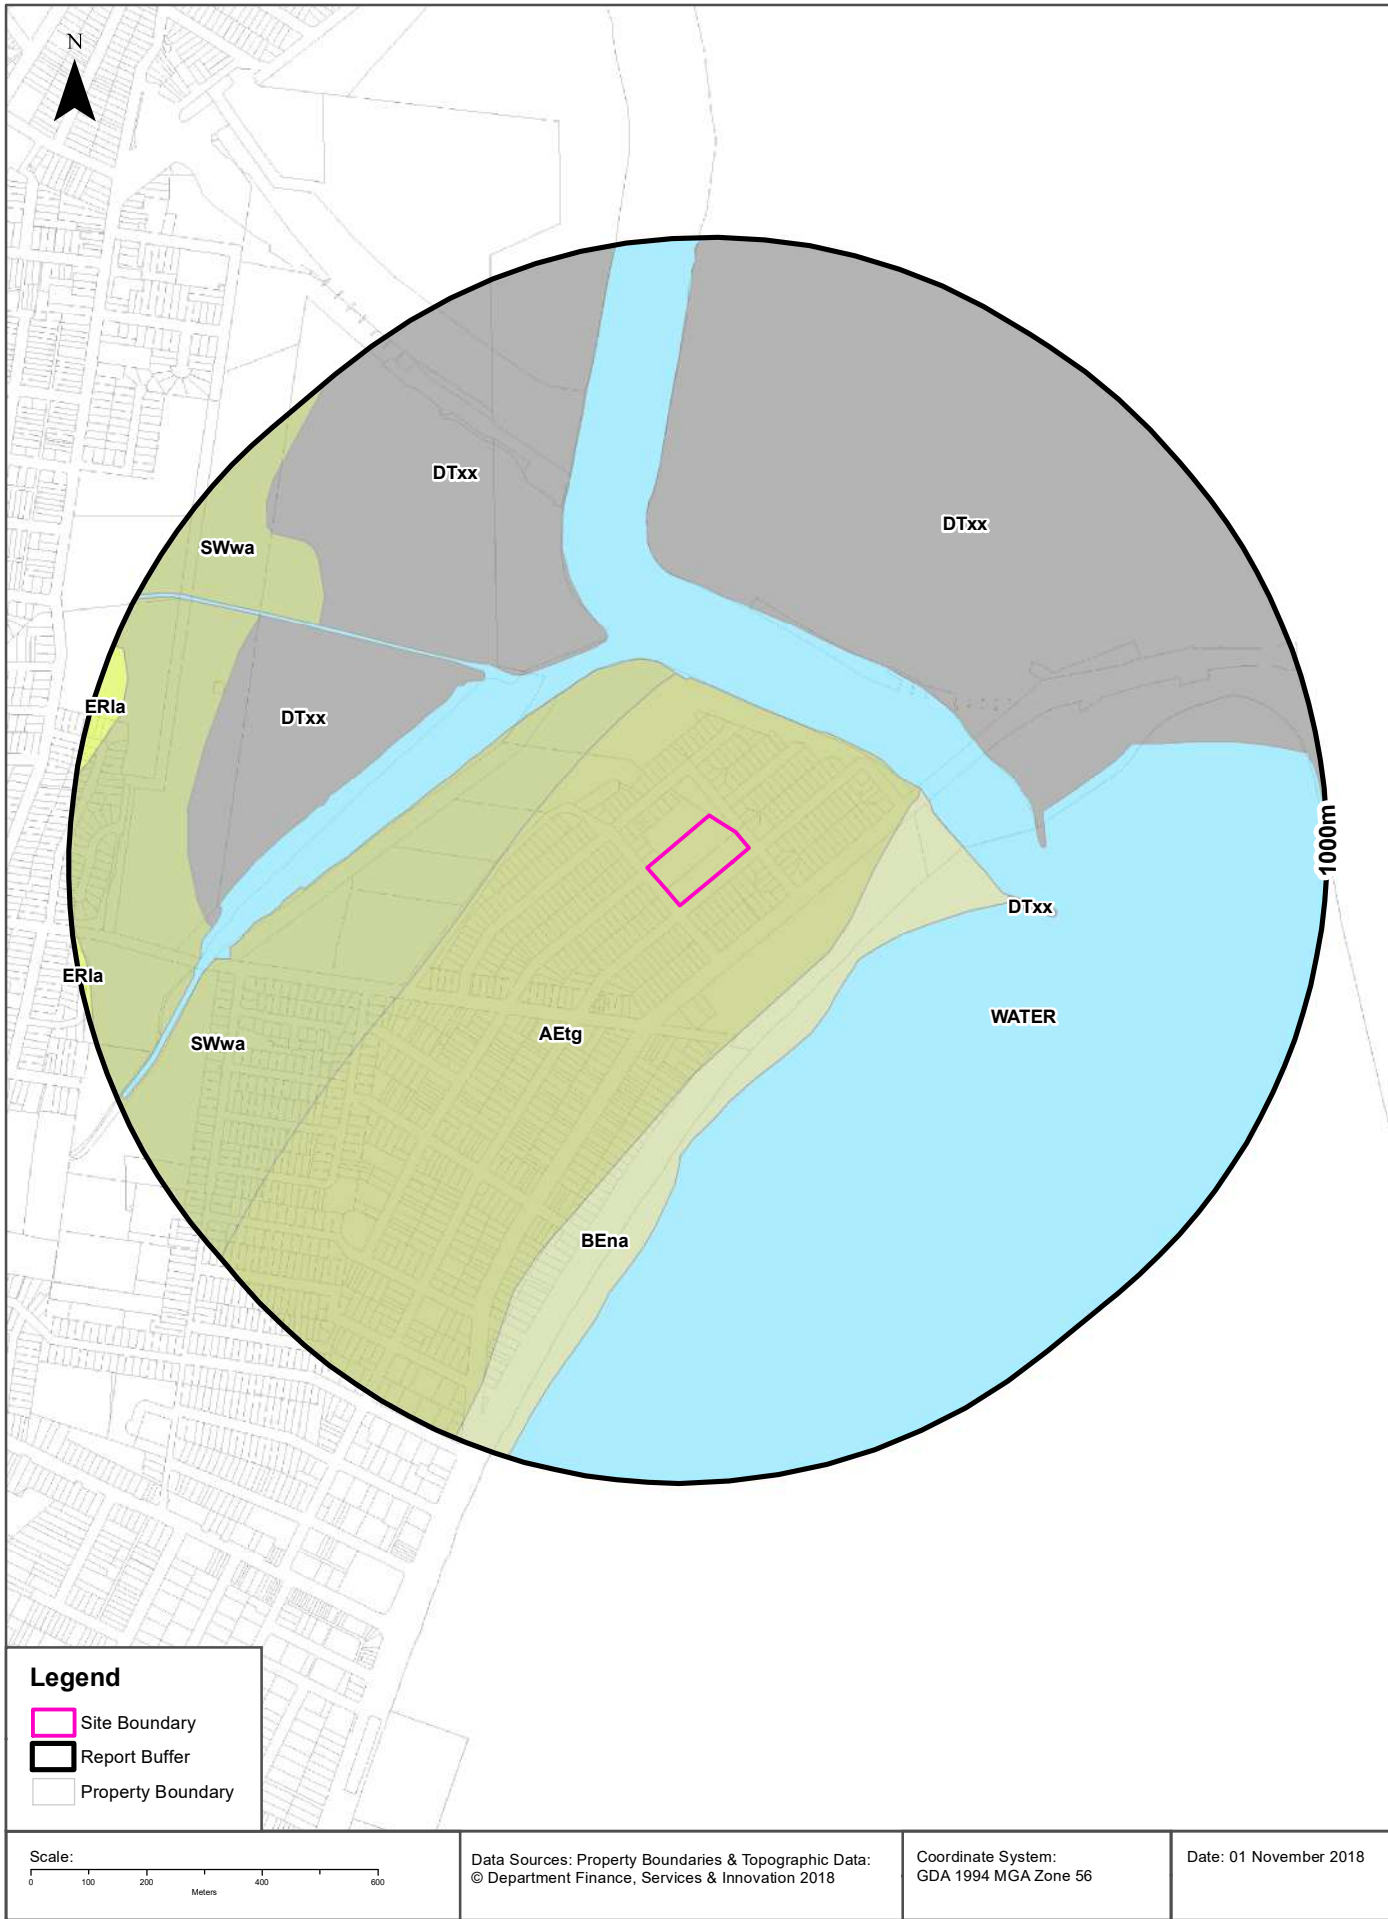 N
DTxx
DTxx
SWwa
ERla
DTxx
1000m
DTxx
ERla
WATER
SWwa
AEtg
BEna
Legend
Site Boundary
Report Buffer
Property Boundary
Scale:
0 100 200 400 600
Meters
Data Sources: Property Boundaries & Topographic Data:
© Department Finance, Services & Innovation 2018
Coordinate System:
GDA 1994 MGA Zone 56
Date: 01 November 2018